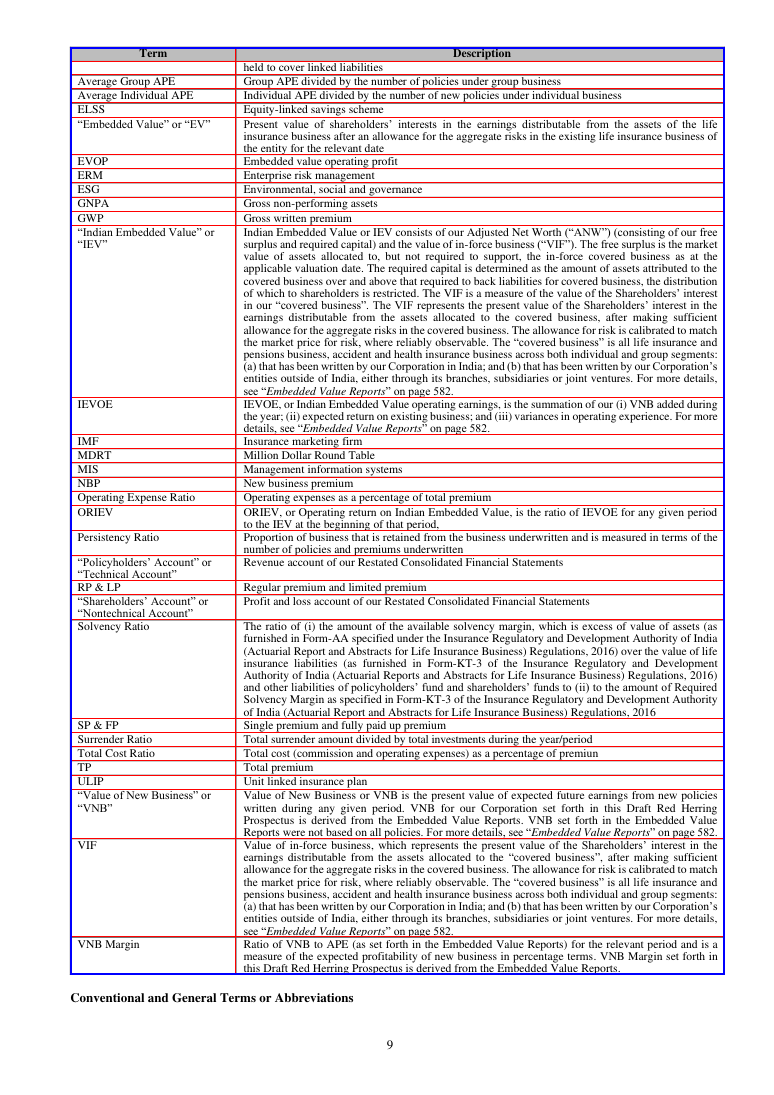 Term Description
held to cover linked liabilities
Average Group APE Group APE divided by the number of policies under group business
Average Individual APE Individual APE divided by the number of new policies under individual business
ELSS Equity-linked savings scheme
“Embedded Value” or “EV” Present value of shareholders’ interests in the earnings distributable from the assets of the life
insurance business after an allowance for the aggregate risks in the existing life insurance business of
the entity for the relevant date
EVOP Embedded value operating profit
ERM Enterprise risk management
ESG Environmental, social and governance
GNPA Gross non-performing assets
GWP Gross written premium
“Indian Embedded Value” or Indian Embedded Value or IEV consists of our Adjusted Net Worth (“ANW”) (consisting of our free
“IEV” surplus and required capital) and the value of in-force business (“VIF”). The free surplus is the market
value of assets allocated to, but not required to support, the in-force covered business as at the
applicable valuation date. The required capital is determined as the amount of assets attributed to the
covered business over and above that required to back liabilities for covered business, the distribution
of which to shareholders is restricted. The VIF is a measure of the value of the Shareholders’ interest
in our “covered business”. The VIF represents the present value of the Shareholders’ interest in the
earnings distributable from the assets allocated to the covered business, after making sufficient
allowance for the aggregate risks in the covered business. The allowance for risk is calibrated to match
the market price for risk, where reliably observable. The “covered business” is all life insurance and
pensions business, accident and health insurance business across both individual and group segments:
(a) that has been written by our Corporation in India; and (b) that has been written by our Corporation’s
entities outside of India, either through its branches, subsidiaries or joint ventures. For more details,
see “Embedded Value Reports” on page 582.
IEVOE IEVOE, or Indian Embedded Value operating earnings, is the summation of our (i) VNB added during
the year; (ii) expected return on existing business; and (iii) variances in operating experience. For more
details, see “Embedded Value Reports” on page 582.
IMF Insurance marketing firm
MDRT Million Dollar Round Table
MIS Management information systems
NBP New business premium
Operating Expense Ratio Operating expenses as a percentage of total premium
ORIEV ORIEV, or Operating return on Indian Embedded Value, is the ratio of IEVOE for any given period
to the IEV at the beginning of that period,
Persistency Ratio Proportion of business that is retained from the business underwritten and is measured in terms of the
number of policies and premiums underwritten
“Policyholders’ Account” or Revenue account of our Restated Consolidated Financial Statements
“Technical Account”
RP & LP Regular premium and limited premium
“Shareholders’ Account” or Profit and loss account of our Restated Consolidated Financial Statements
“Nontechnical Account”
Solvency Ratio The ratio of (i) the amount of the available solvency margin, which is excess of value of assets (as
furnished in Form-AA specified under the Insurance Regulatory and Development Authority of India
(Actuarial Report and Abstracts for Life Insurance Business) Regulations, 2016) over the value of life
insurance liabilities (as furnished in Form-KT-3 of the Insurance Regulatory and Development
Authority of India (Actuarial Reports and Abstracts for Life Insurance Business) Regulations, 2016)
and other liabilities of policyholders’ fund and shareholders’ funds to (ii) to the amount of Required
Solvency Margin as specified in Form-KT-3 of the Insurance Regulatory and Development Authority
of India (Actuarial Report and Abstracts for Life Insurance Business) Regulations, 2016
SP & FP Single premium and fully paid up premium
Surrender Ratio Total surrender amount divided by total investments during the year/period
Total Cost Ratio Total cost (commission and operating expenses) as a percentage of premiun
TP Total premium
ULIP Unit linked insurance plan
“Value of New Business” or Value of New Business or VNB is the present value of expected future earnings from new policies
“VNB” written during any given period. VNB for our Corporation set forth in this Draft Red Herring
Prospectus is derived from the Embedded Value Reports. VNB set forth in the Embedded Value
Reports were not based on all policies. For more details, see “Embedded Value Reports” on page 582.
VIF Value of in-force business, which represents the present value of the Shareholders’ interest in the
earnings distributable from the assets allocated to the “covered business”, after making sufficient
allowance for the aggregate risks in the covered business. The allowance for risk is calibrated to match
the market price for risk, where reliably observable. The “covered business” is all life insurance and
pensions business, accident and health insurance business across both individual and group segments:
(a) that has been written by our Corporation in India; and (b) that has been written by our Corporation’s
entities outside of India, either through its branches, subsidiaries or joint ventures. For more details,
see “Embedded Value Reports” on page 582.
VNB Margin Ratio of VNB to APE (as set forth in the Embedded Value Reports) for the relevant period and is a
measure of the expected profitability of new business in percentage terms. VNB Margin set forth in
this Draft Red Herring Prospectus is derived from the Embedded Value Reports.
Conventional and General Terms or Abbreviations
9